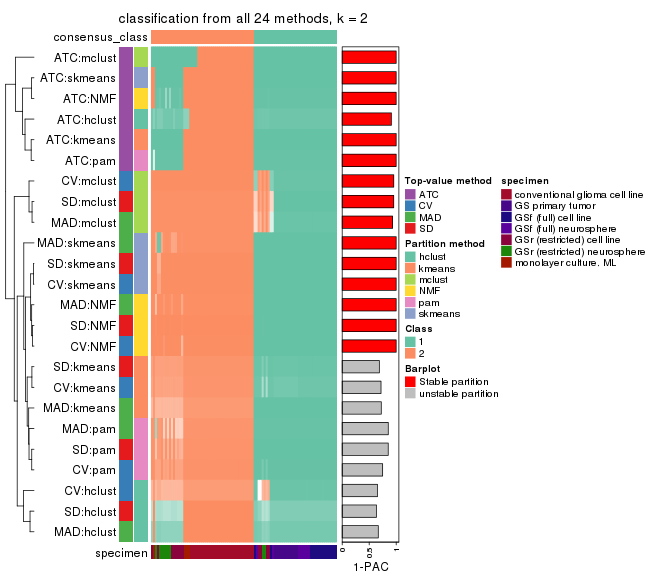 classification from all 24 methods, k = 2
consensus_class
ATC:mclust
ATC:skmeans
ATC:NMF
ATC:hclust
ATC:kmeans
ATC:pam
CV:mclust
SD:mclust
MAD:mclust
MAD:skmeans
SD:skmeans
CV:skmeans
MAD:NMF
SD:NMF
CV:NMF
SD:kmeans
CV:kmeans
MAD:kmeans
MAD:pam
SD:pam
CV:pam
CV:hclust
SD:hclust
MAD:hclust
specimen
0
0.5
1
1-PAC
Top-value method
ATC
CV
MAD
SD
Partition method
hclust
kmeans
mclust
NMF
pam
skmeans
Class
1
2
Barplot
Stable partition
unstable partition
specimen
conventional glioma cell line
GS primary tumor
GSf (full) cell line
GSf (full) neurosphere
GSr (restricted) cell line
GSr (restricted) neurosphere
monolayer culture. ML